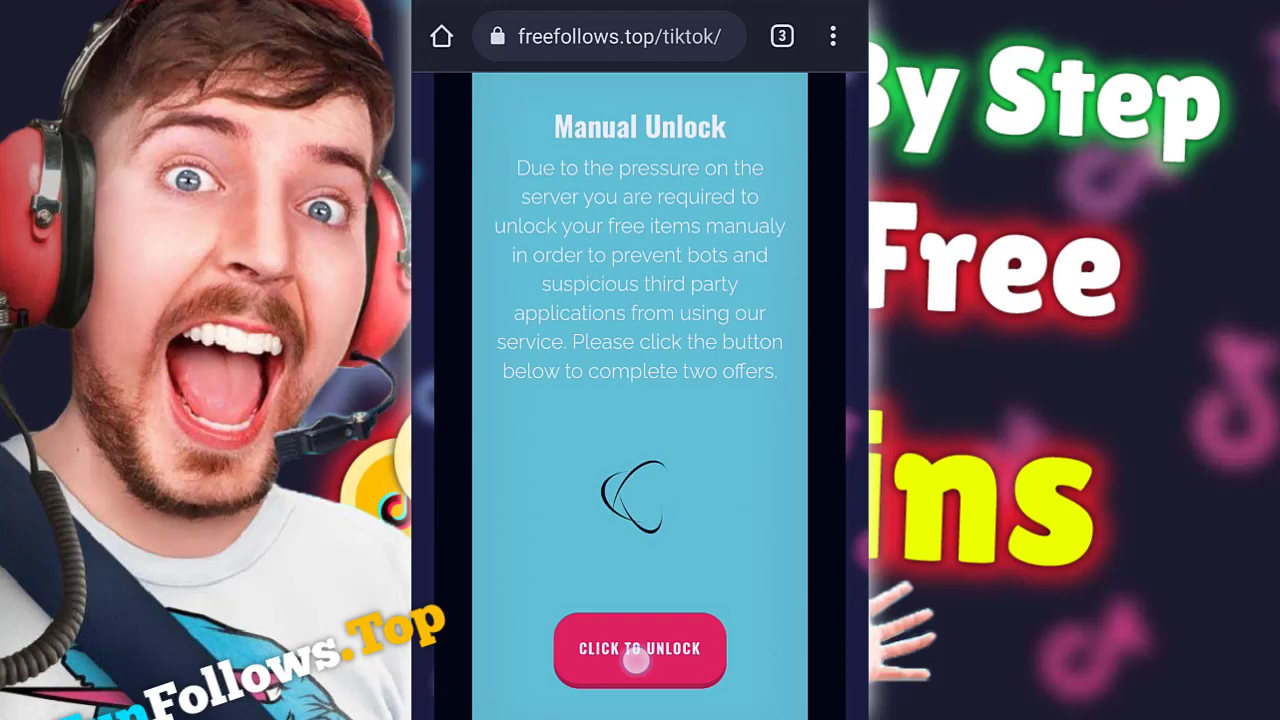 freefollows.top/tiktok/
3
By Step
Manual Unlock
Due to the pressure on the
server you are required to
unlock your free items manualy
in order to prevent bots and
suspicious third party
applications from using our
service. Please click the button
below to complete two offers.
Free
ins
CLICK TO UNLOCK
Follows.Top